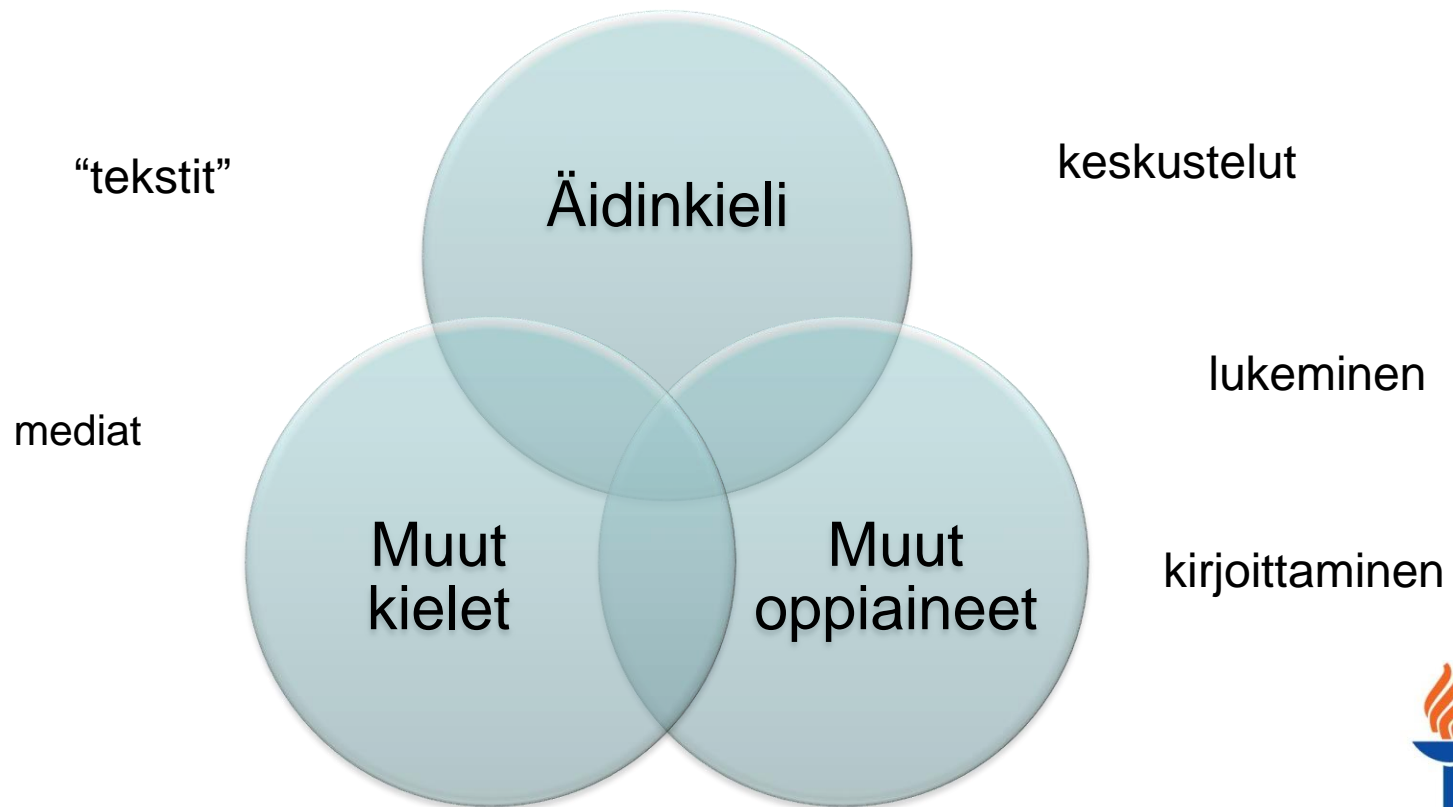 “tekstit”
keskustelut
Äidinkieli
lukeminen
mediat
Muut
kielet
Muut
oppiaineet
kirjoittaminen